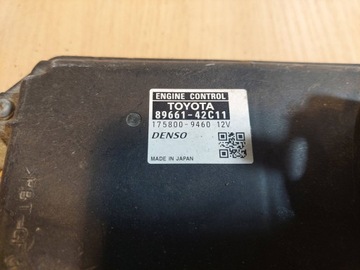 ENGINE CONTROL
TOYOTA
89661-42C11
175800-9460 12V
DENSO
MADE IN JAPAN